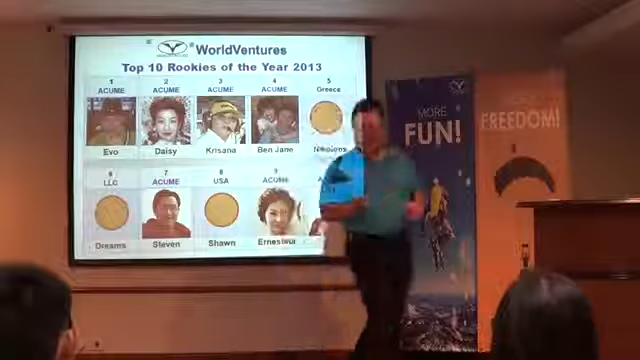 WorldVentures
Top 10 Rookies of the Year 2013
1 2 3 4 5
ACUME ACUME ACUME ACUME Greece
Evo Daisy Krisana Ben Jane Nikolaos
6 7 8 9
LLC ACUME USA ACUME
Dreams Steven Shawn
MORE
FUN!
FREEDOM!